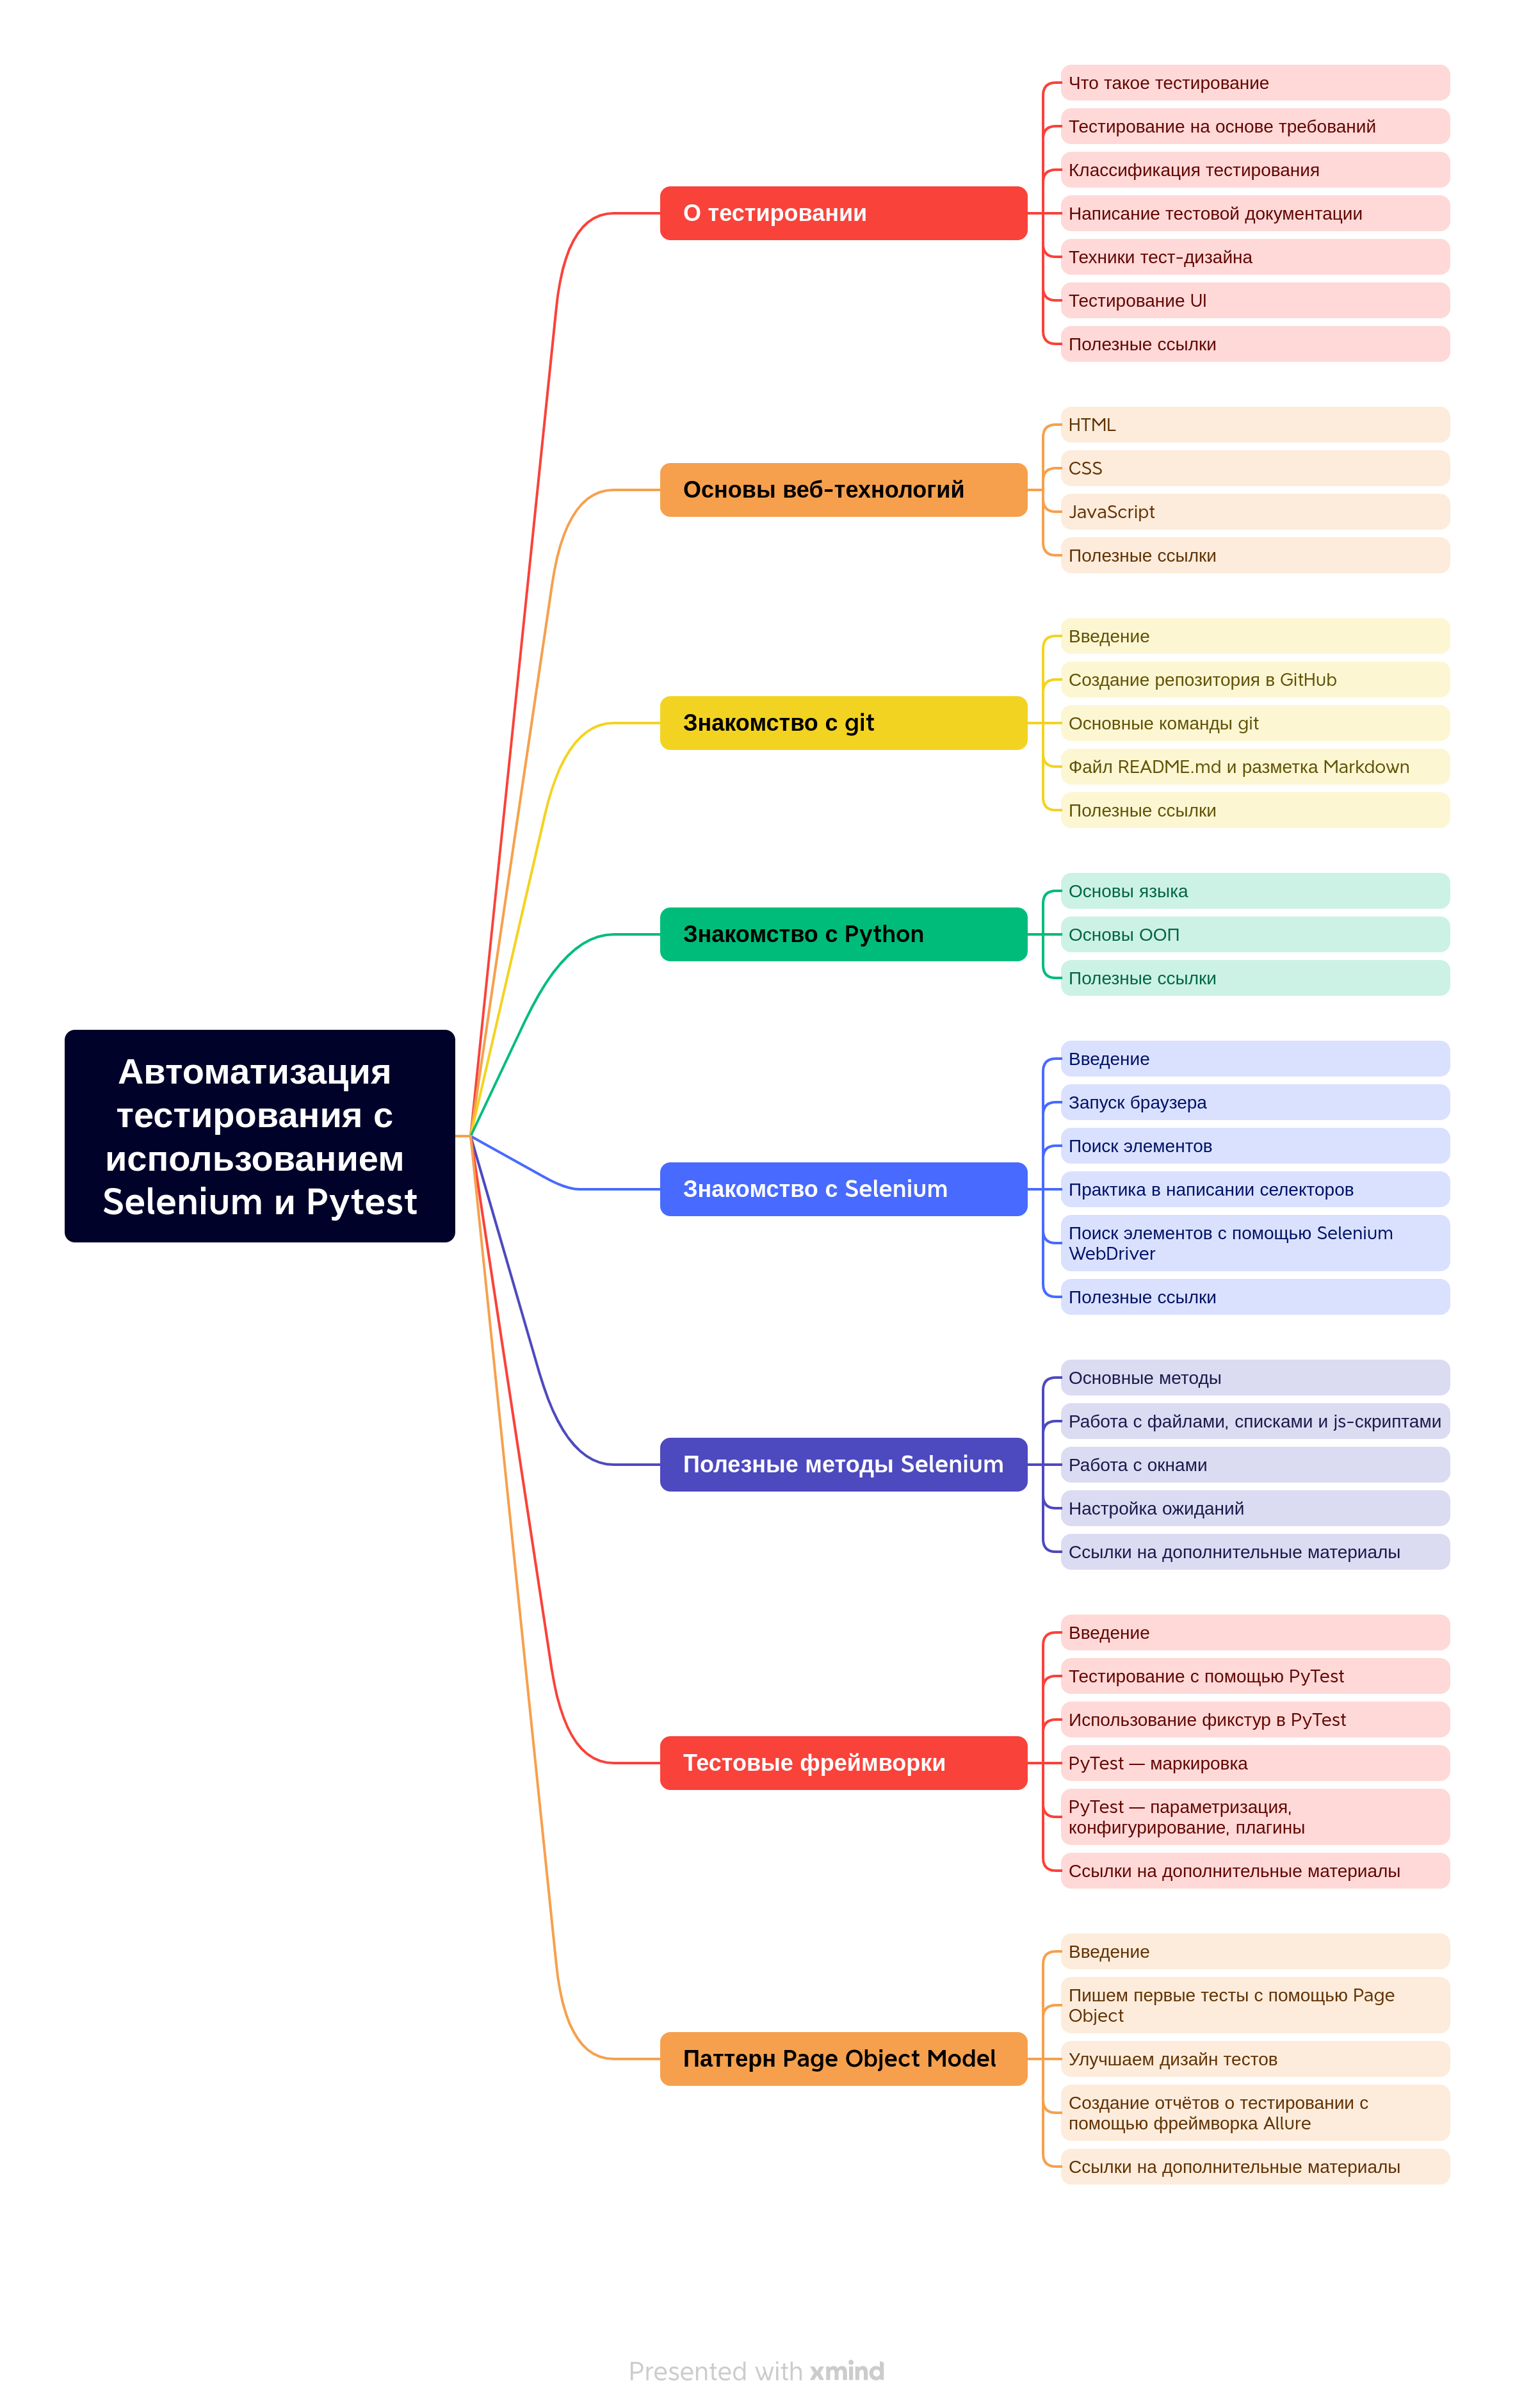 Автоматизация
тестирования с
использованием
Selenium и Pytest
О тестировании
Что такое тестирование
Тестирование на основе требований
Классификация тестирования
Написание тестовой документации
Техники тест-дизайна
Тестирование UI
Полезные ссылки
Основы веб-технологий
HTML
CSS
JavaScript
Полезные ссылки
Знакомство с git
Введение
Создание репозитория в GitHub
Основные команды git
Файл README.md и разметка Markdown
Полезные ссылки
Знакомство с Python
Основы языка
Основы ООП
Полезные ссылки
Знакомство с Selenium
Введение
Запуск браузера
Поиск элементов
Практика в написании селекторов
Поиск элементов с помощью Selenium
WebDriver
Полезные ссылки
Полезные методы Selenium
Основные методы
Работа с файлами, списками и js-скриптами
Работа с окнами
Настройка ожиданий
Ссылки на дополнительные материалы
Тестовые фреймворки
Введение
Тестирование с помощью PyTest
Использование фикстур в PyTest
PyTest — маркировка
PyTest — параметризация,
конфигурирование, плагины
Ссылки на дополнительные материалы
Паттерн Page Object Model
Введение
Пишем первые тесты с помощью Page
Object
Улучшаем дизайн тестов
Создание отчётов о тестировании с
помощью фреймворка Allure
Ссылки на дополнительные материалы
Presented with xmind